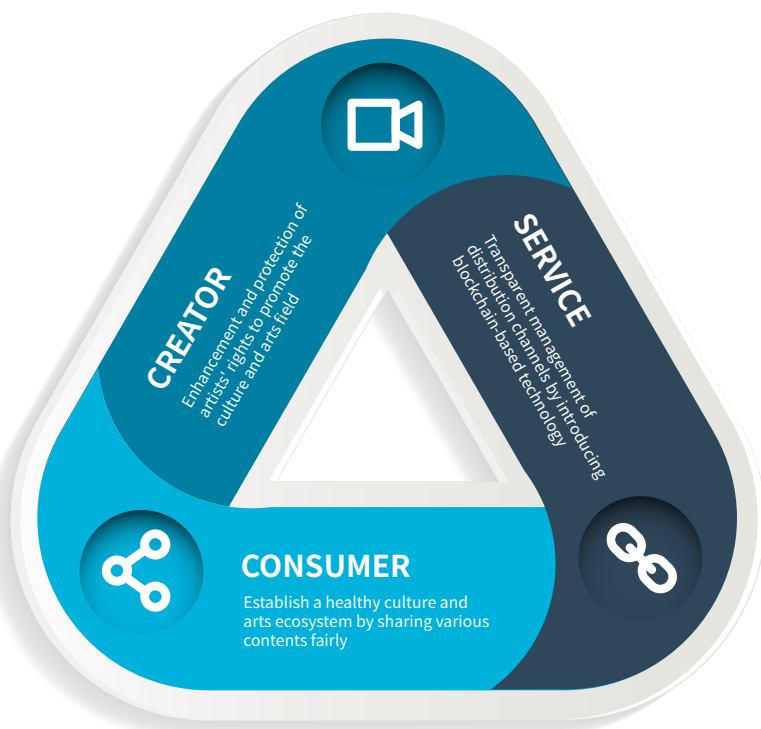 CREATOR
Enhancement and protection of
artists' rights to promote the
culture and arts field
SERVICE
Transparent management of
distribution channels by introducing
blockchain-based technology
CONSUMER
Establish a healthy culture and
arts ecosystem by sharing various
contents fairly